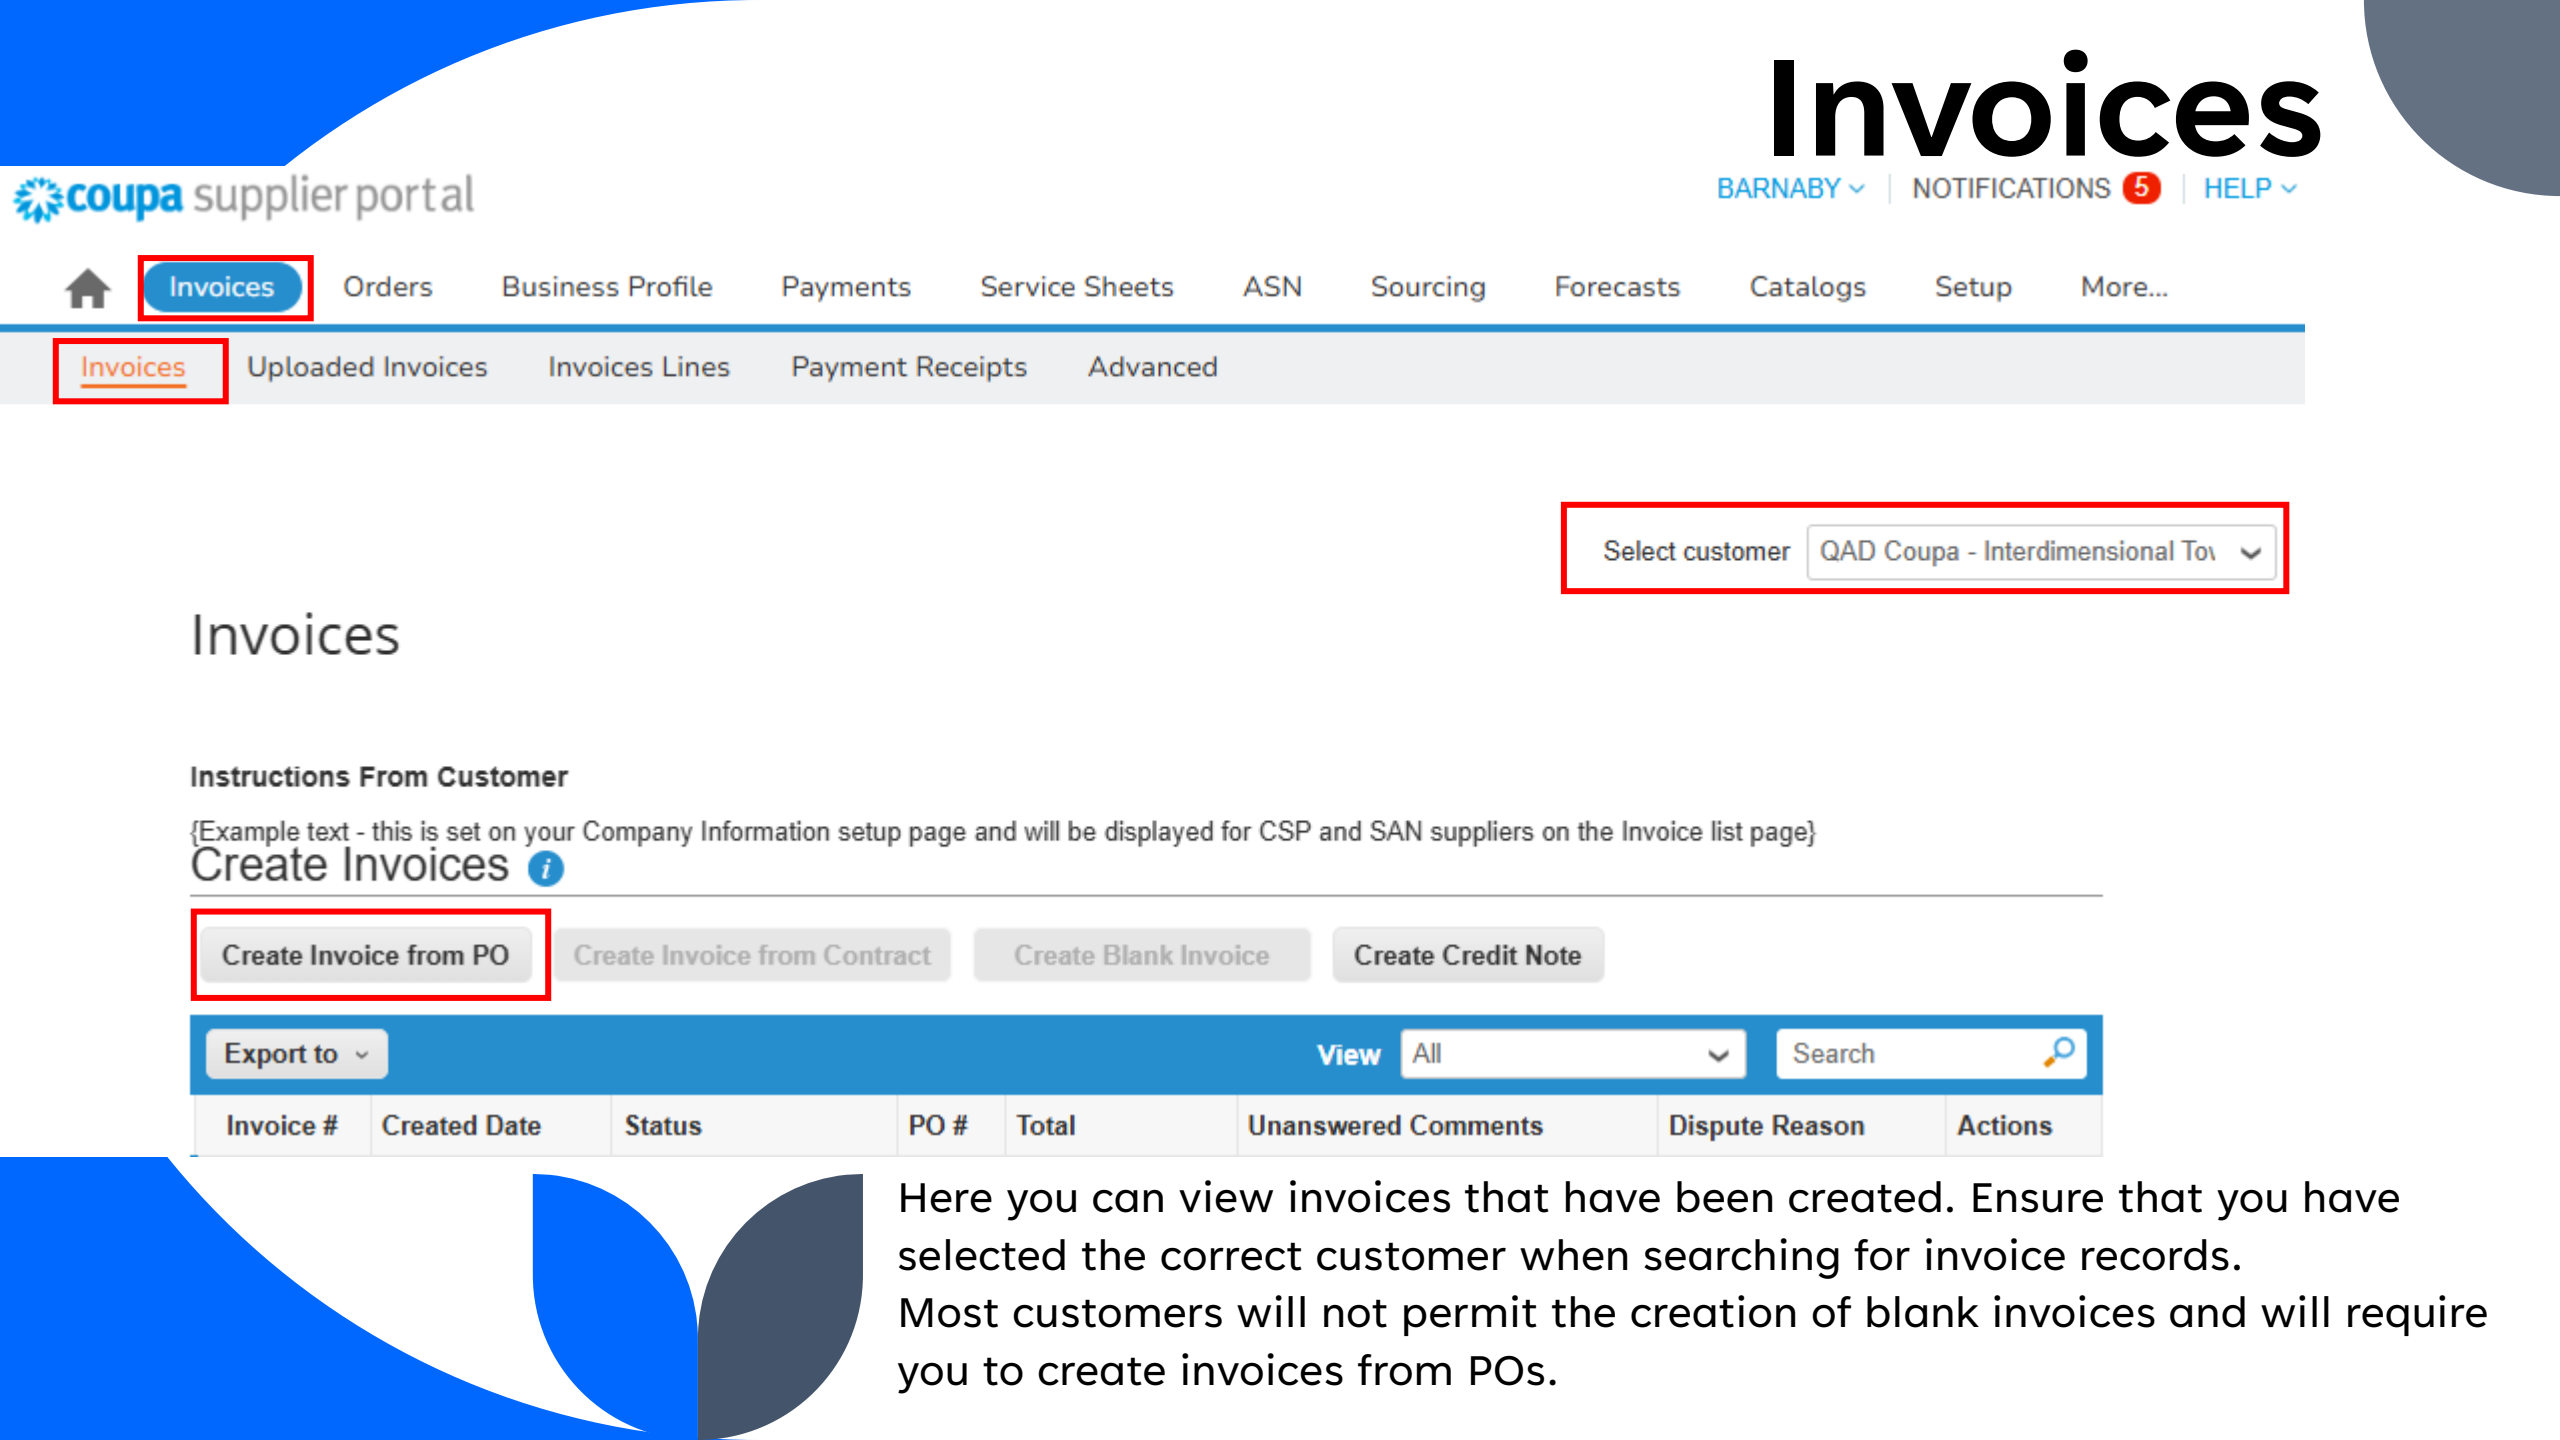 Invoices
coupa supplier portal
BARNABY NOTIFICATIONS 5 HELP
Invoices Orders Business Profile Payments Service Sheets ASN Sourcing Forecasts Catalogs Setup More...
Invoices Uploaded Invoices Invoices Lines Payment Receipts Advanced
Select customer QAD Coupa - Interdimensional
Invoices
Instructions From Customer
{Example text - this is set on your Company Information setup page and will be displayed for CSP and SAN suppliers on the Invoice list page}
Create Invoices i
Create Invoice from PO Create Invoice from Contract Create Blank Invoice Create Credit Note
Export to View All Search
Invoice # Created Date Status PO # Total Unanswered Comments Dispute Reason Actions
Here you can view invoices that have been created. Ensure that you have
selected the correct customer when searching for invoice records.
Most customers will not permit the creation of blank invoices and will require
you to create invoices from POs.